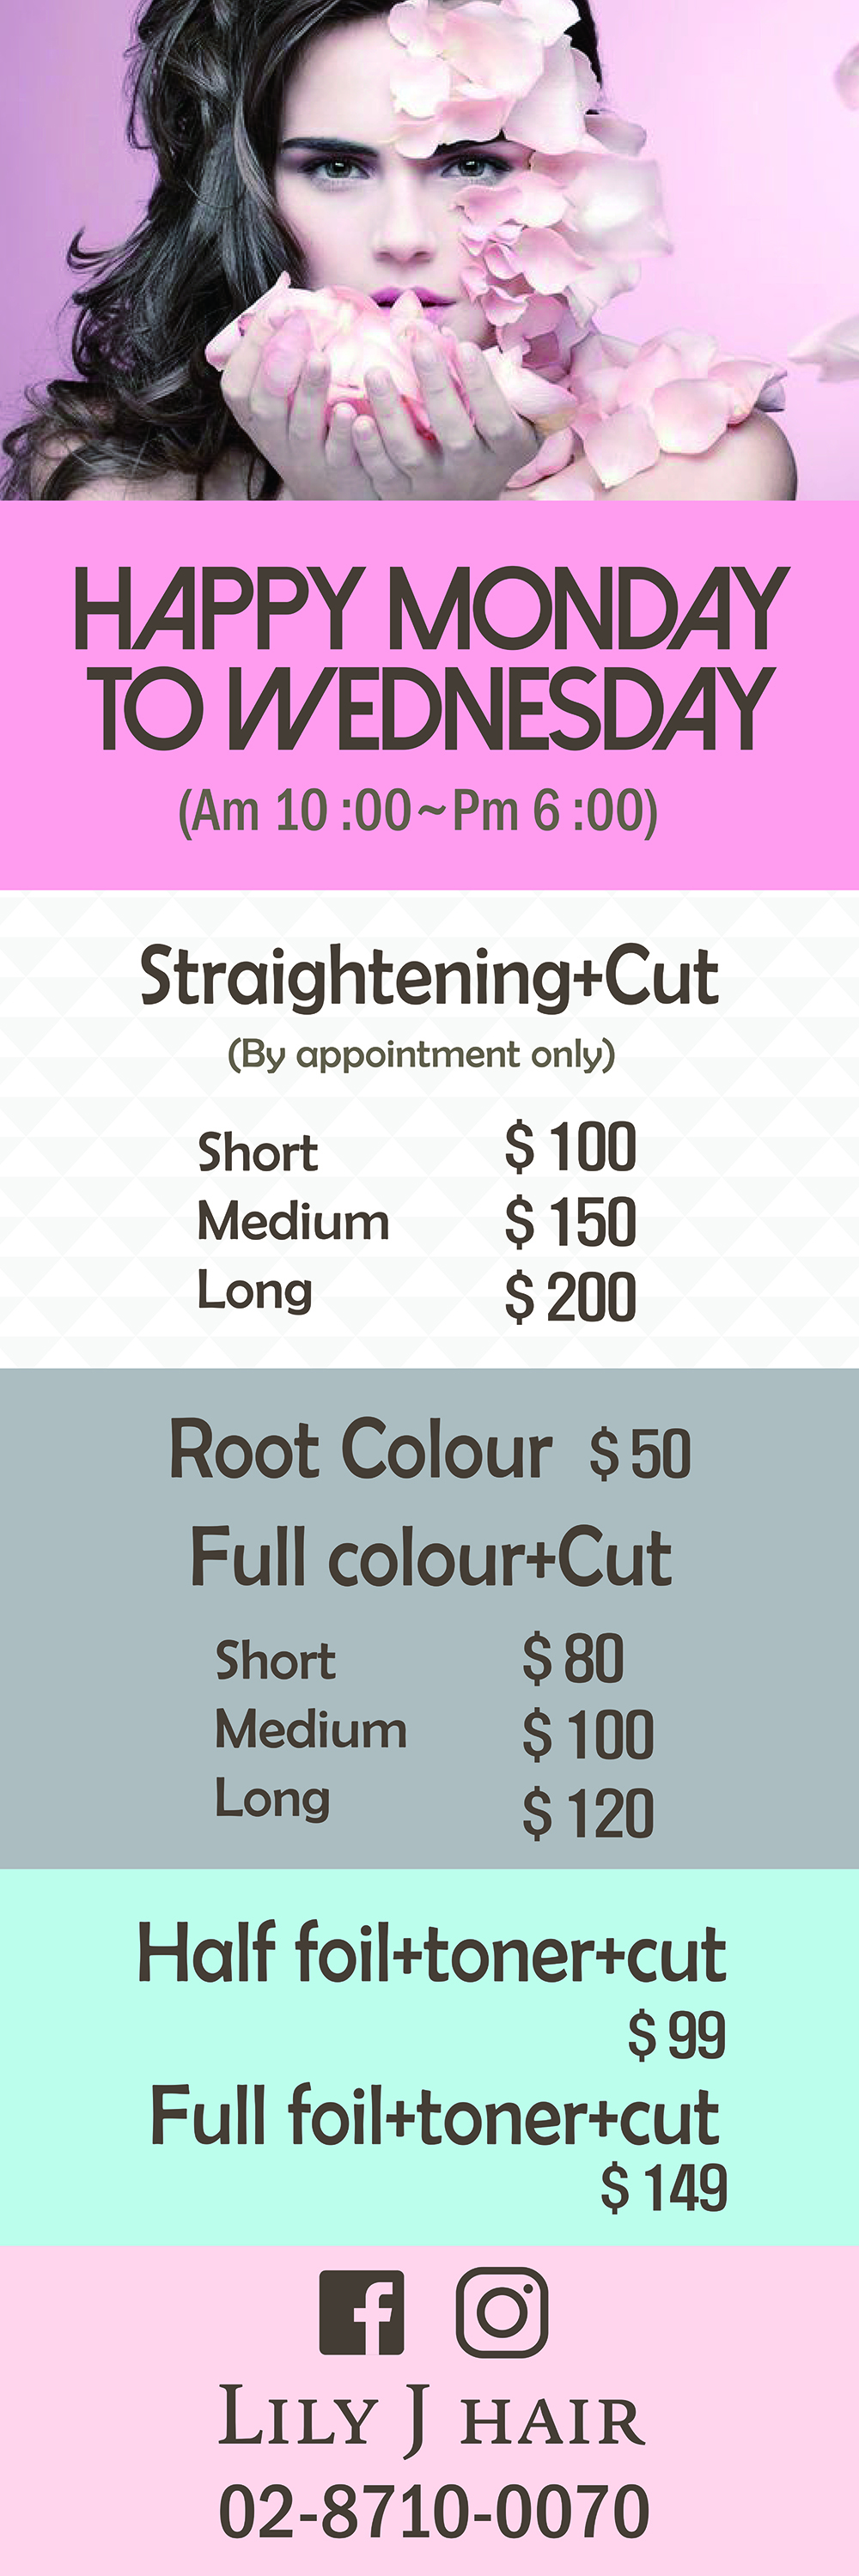 HAPPY MONDAY
TO WEDNESDAY
(Am 10 :00~Pm 6 :00)
Straightening+Cut
(By appointment only)
Short $ 100
Medium $ 150
Long $ 200
Root Colour $ 50
Full colour+Cut
Short $ 80
Medium $ 100
Long $ 120
Half foil+toner+cut
$ 99
Full foil+toner+cut
$ 149
LILY J HAIR
02-8710-0070